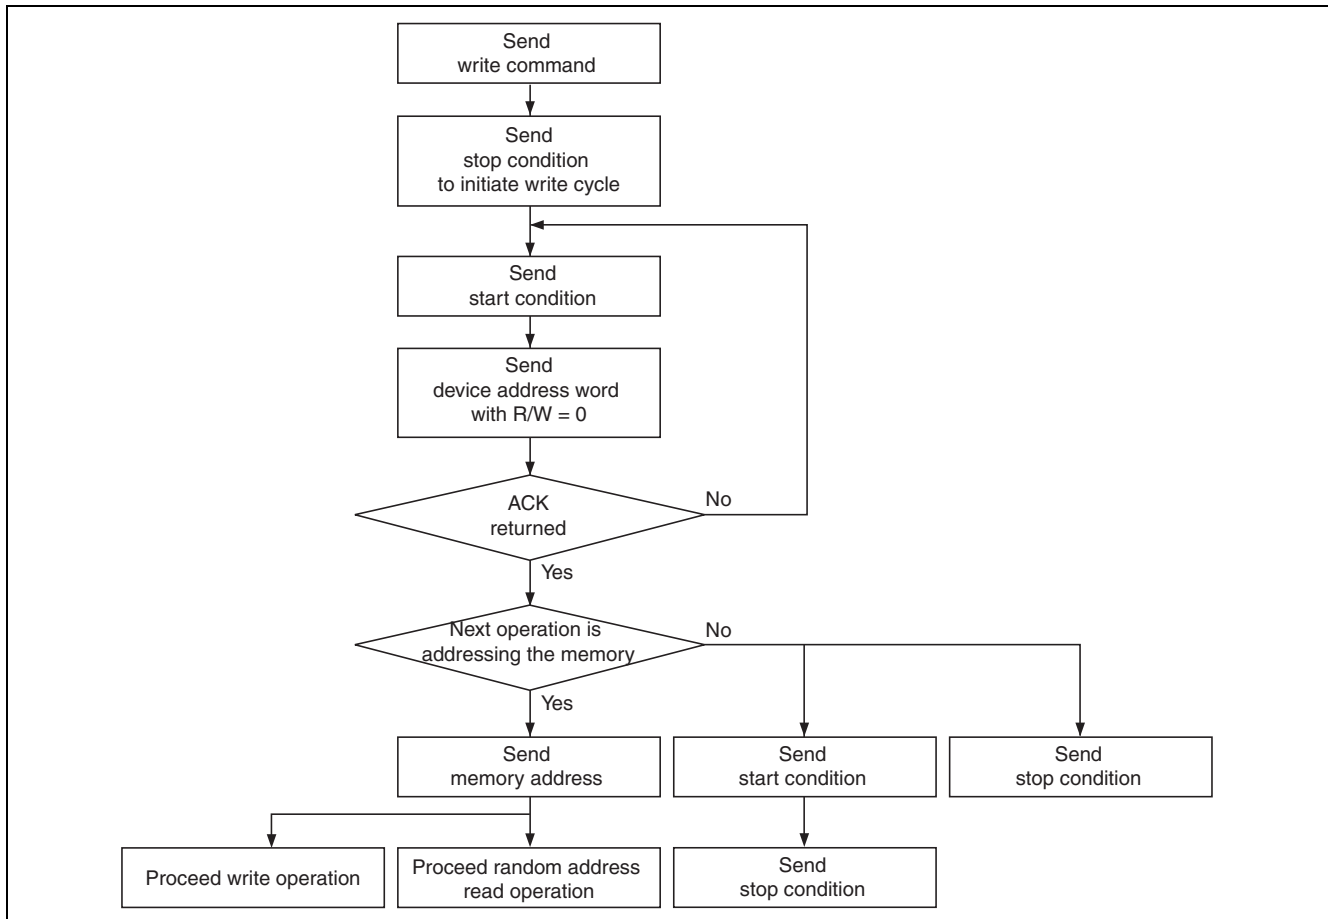 Send
write command
Send
stop condition
to initiate write cycle
Send
start condition
Send
device address word
with R/W = 0
ACK
returned
No
Yes
Next operation is
addressing the memory
No
Yes
Send
memory address
Send
start condition
Send
stop condition
Proceed write operation
Proceed random address
read operation
Send
stop condition